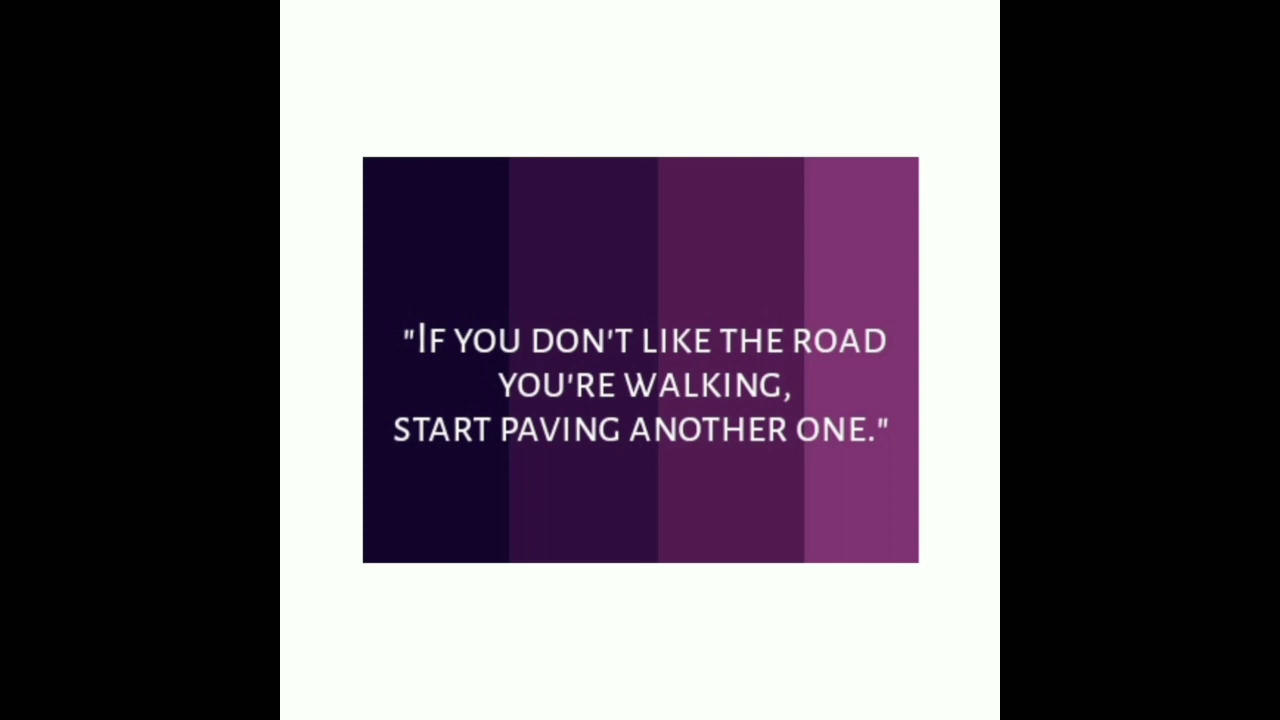 "If you don't like the road
you're walking,
start paving another one."